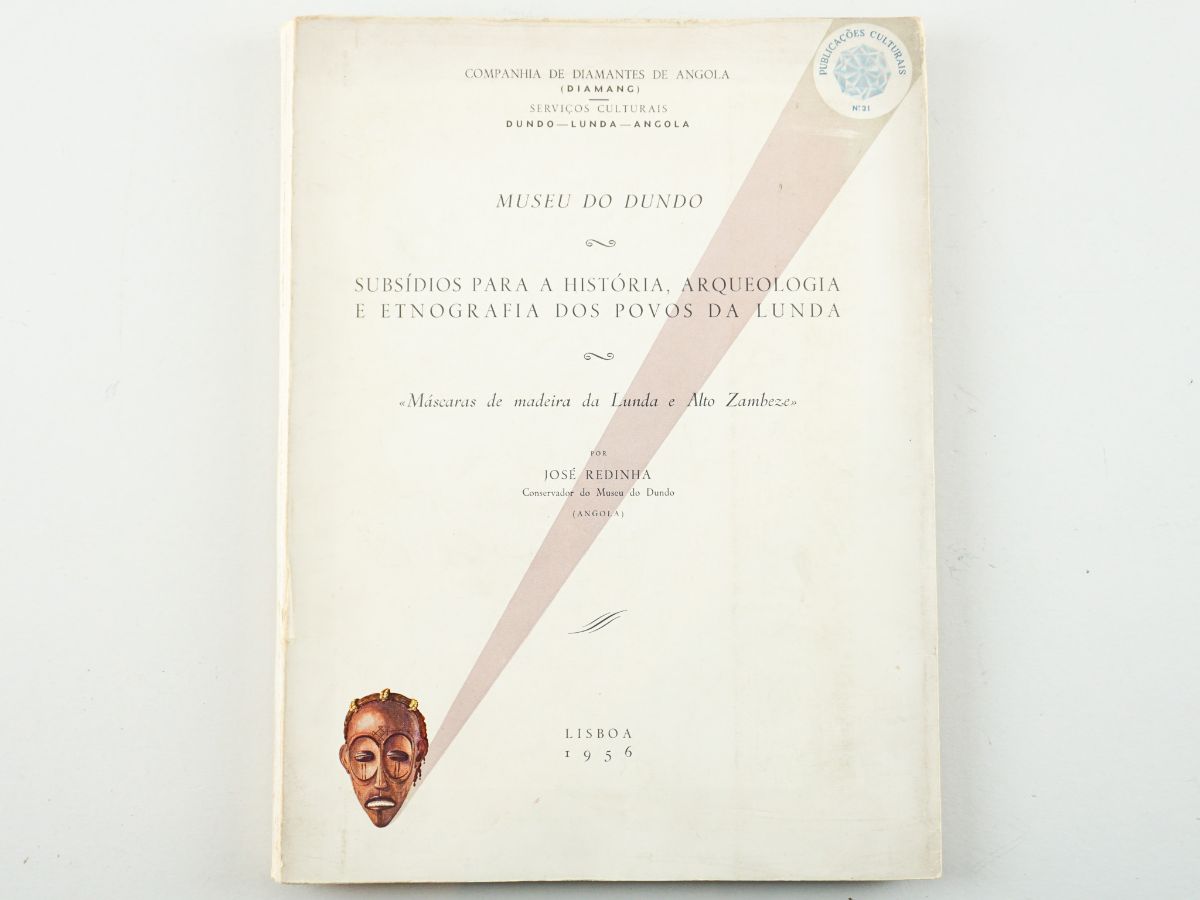 PUBLICAÇÕES CULTURAIS
Nº 31
COMPANHIA DE DIAMANTES DE ANGOLA
(DIAMANG)
SERVIÇOS CULTURAIS
DUNDO—LUNDA—ANGOLA
MUSEU DO DUNDO
SUBSÍDIOS PARA A HISTÓRIA, ARQUEOLOGIA
E ETNOGRAFIA DOS POVOS DA LUNDA
«Máscaras de madeira da Lunda e Alto Zambeze»
POR
JOSÉ REDINHA
Conservador do Museu do Dundo
(ANGOLA)
LISBOA
1956